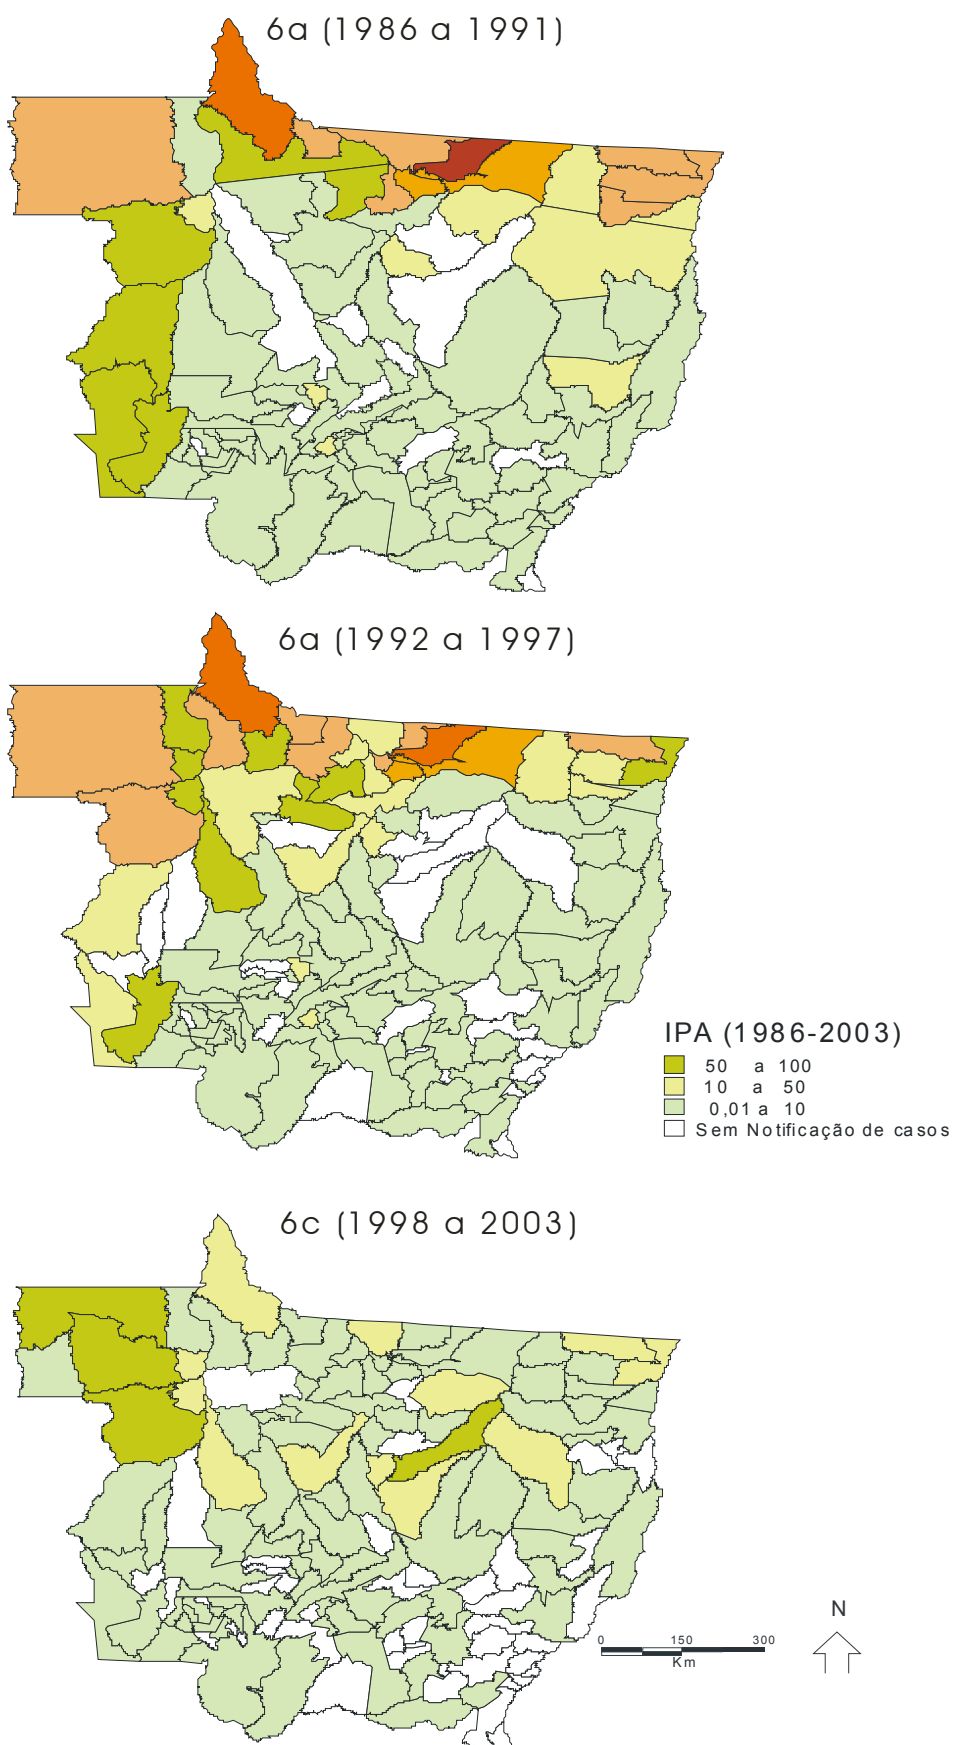 6a (1986 a 1991)
6a (1992 a 1997)
IPA (1986-2003)
50 a 100
10 a 50
0,01 a 10
Sem Notificação de casos
6c (1998 a 2003)
N
0 150 300
Km